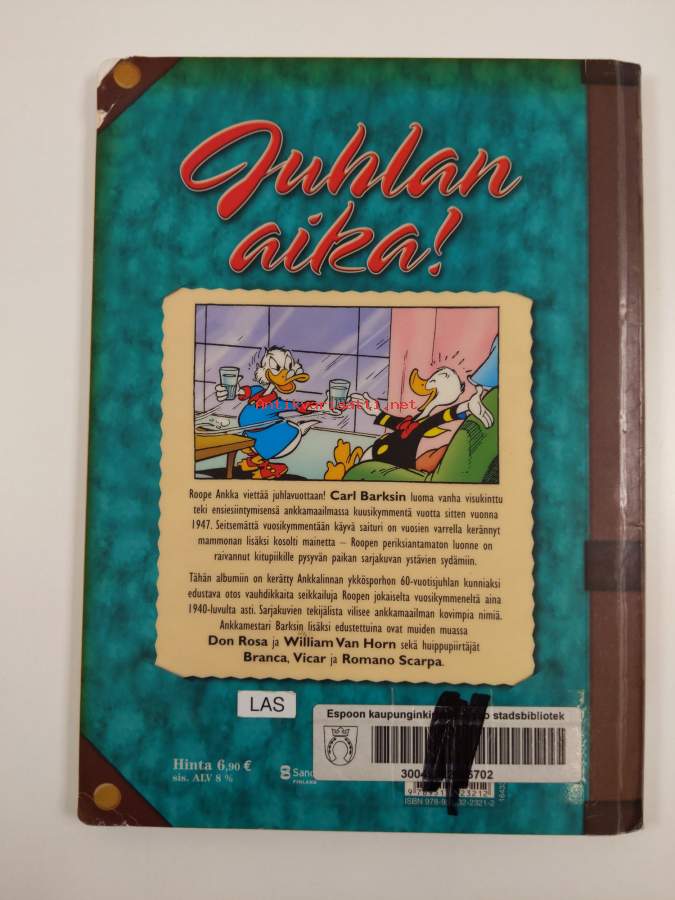 Juhlan
aika!
Antikvariaatti.net
Roope Ankka viettää juhlavuottaan! Carl Barksin luoma vanha visukinttu
teki ensiesiintymisensä ankkamaailmassa kuusikymmentä vuotta sitten vuonna
1947. Seitsemättä vuosikymmentään käyvä saituri on vuosien varrella kerännyt
mammonan lisäksi kosolti mainetta – Roopen periksiantamaton luonne on
raivannut kitupiikille pysyvän paikan sarjakuvan ystävien sydämiin.
Tähän albumiin on kerätty Ankkalinnan ykkösporhon 60-vuotisjuhlan kunniaksi
edustava otos vauhdikkaita seikkailuja Roopen jokaiselta vuosikymmeneltä aina
1940-luvulta asti. Sarjakuvien tekijälista vilisee ankkamaailman kovimpia nimiä.
Ankkamestari Barksin lisäksi edustettuina ovat muiden muassa
Don Rosa ja William Van Horn sekä huippupiirtäjät
Branca, Vicar ja Romano Scarpa.
LAS
Espoon stadsbibliotek
Hinta 6,90 €
sis. ALV 8 %
FINLAND